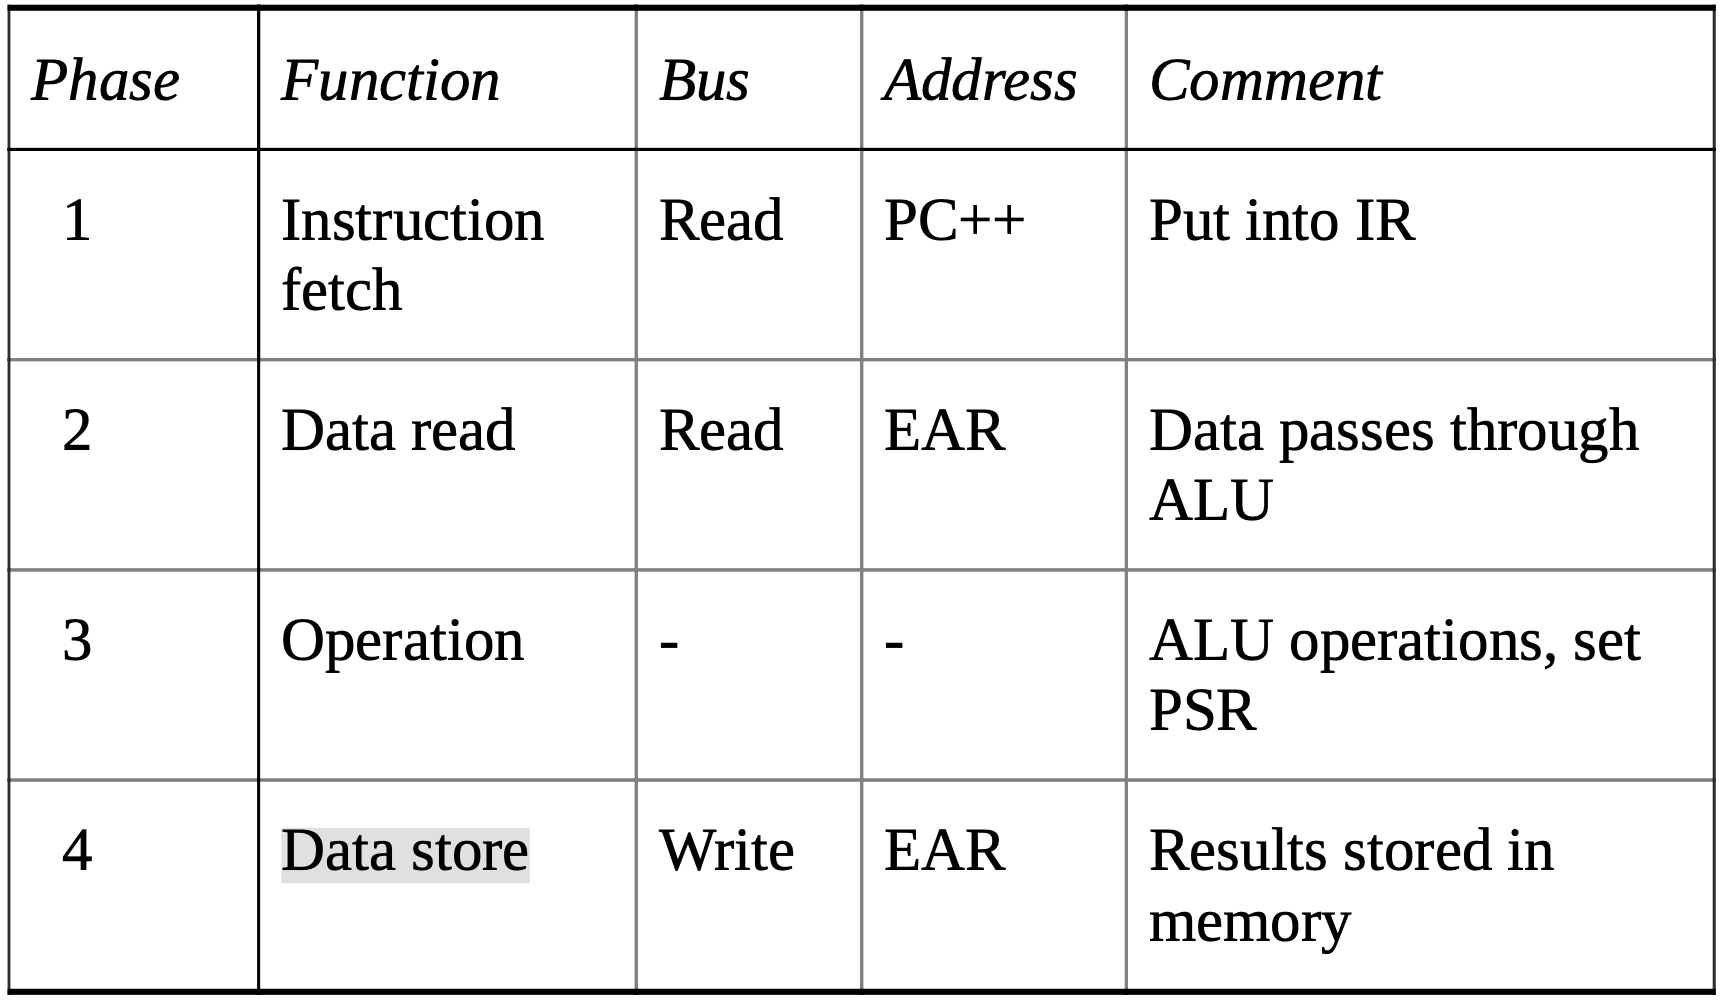 Phase Function Bus Address Comment
1 Instruction fetch Read PC++ Put into IR
2 Data read Read EAR Data passes through ALU
3 Operation - - ALU operations, set PSR
4 Data store Write EAR Results stored in memory